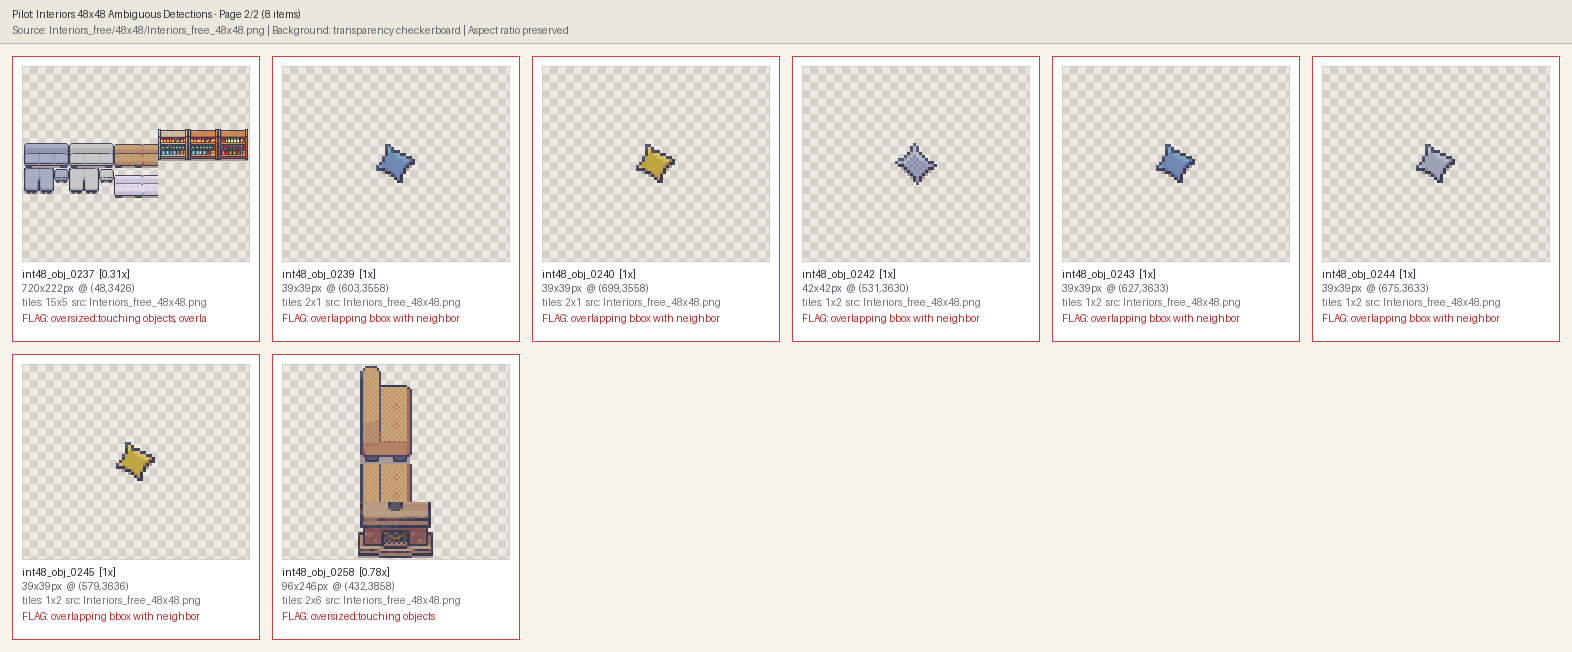 Pilot: Interiors 48x48 Ambiguous Detections - Page 2/2 (8 items)
Source: Interiors_free/48x48/Interiors_free_48x48.png | Background: transparency checkerboard | Aspect ratio preserved
int48_obj_0237 [0.31x]
720x222px @ (48,3426)
tiles: 15x5 src: Interiors_free_48x48.png
FLAG: oversized:touching objects, overla
int48_obj_0239 [1x]
39x39px @ (603,3558)
tiles: 2x1 src: Interiors_free_48x48.png
FLAG: overlapping bbox with neighbor
int48_obj_0240 [1x]
39x39px @ (699,3558)
tiles: 2x1 src: Interiors_free_48x48.png
FLAG: overlapping bbox with neighbor
int48_obj_0242 [1x]
42x42px @ (531,3630)
tiles: 1x2 src: Interiors_free_48x48.png
FLAG: overlapping bbox with neighbor
int48_obj_0243 [1x]
39x39px @ (627,3633)
tiles: 1x2 src: Interiors_free_48x48.png
FLAG: overlapping bbox with neighbor
int48_obj_0244 [1x]
39x39px @ (675,3633)
tiles: 1x2 src: Interiors_free_48x48.png
FLAG: overlapping bbox with neighbor
int48_obj_0245 [1x]
39x39px @ (579,3636)
tiles: 1x2 src: Interiors_free_48x48.png
FLAG: overlapping bbox with neighbor
int48_obj_0258 [0.78x]
96x246px @ (432,3858)
tiles: 2x6 src: Interiors_free_48x48.png
FLAG: oversized:touching objects